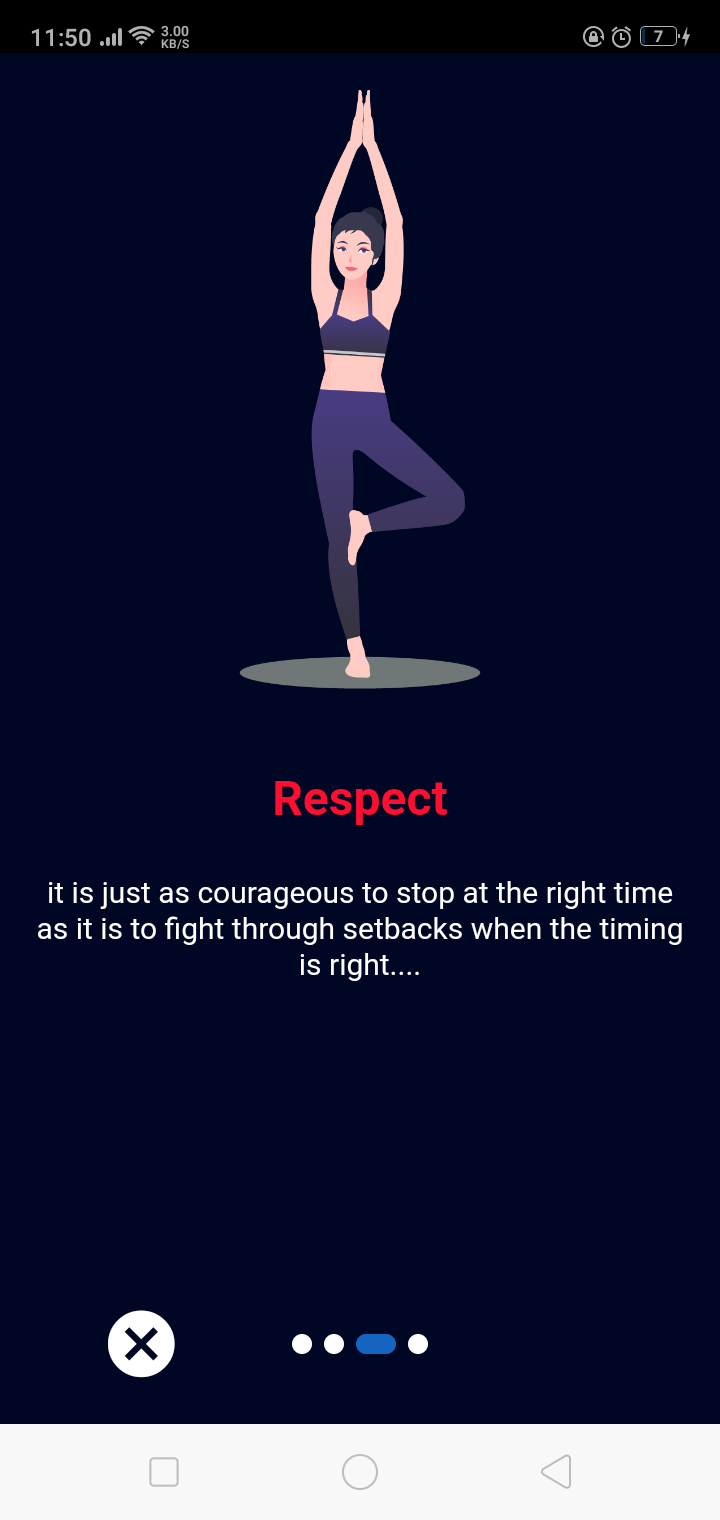 11:50 3.00 KB/S 7
Respect
it is just as courageous to stop at the right time
as it is to fight through setbacks when the timing
is right....